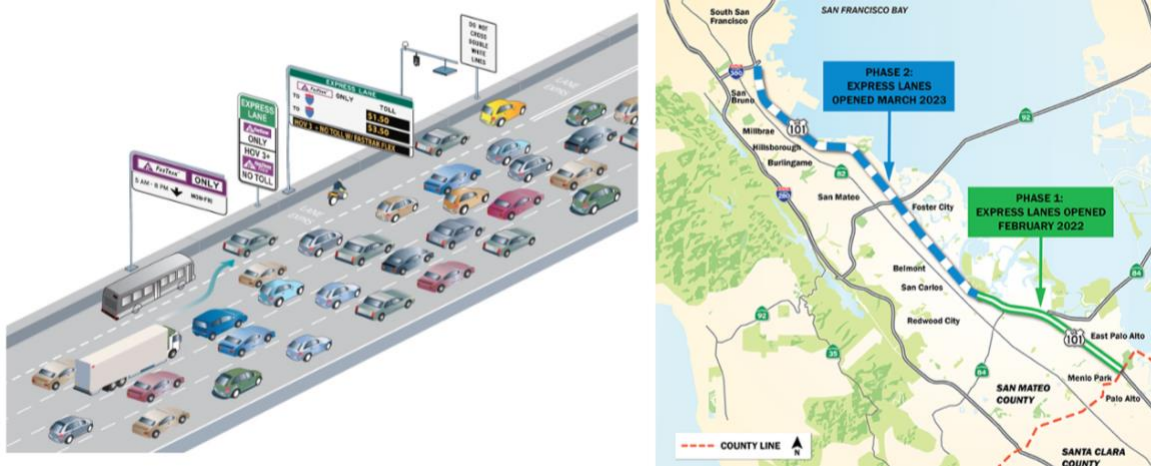 FASTRAK ONLY
5 AM - 8 PM MON-FRI
EXPRESS
LANE
FasTrak
ONLY
HOV 3+
FasTrak
NO TOLL
EXPRESS LANE
FasTrak ONLY TOLL
TO $1.50
TO $3.50
HOV 3 + NO TOLL W/ FASTRAK FLEX
DO NOT
CROSS
DOUBLE
WHITE
LINES
LANE
EXPRS
LANE
EXPRS
SAN FRANCISCO BAY
South San
Francisco
380
San
Bruno
PHASE 2:
EXPRESS LANES
OPENED MARCH 2023
101
92
Millbrae
Hillsborough
Burlingame
82
280
San Mateo
Foster City
PHASE 1:
EXPRESS LANES OPENED
FEBRUARY 2022
84
Belmont
San Carlos
92
Redwood City
101
East Palo Alto
35
84
Menlo Park
SAN MATEO
COUNTY
Palo Alto
COUNTY LINE
N
SANTA CLARA
COUNTY